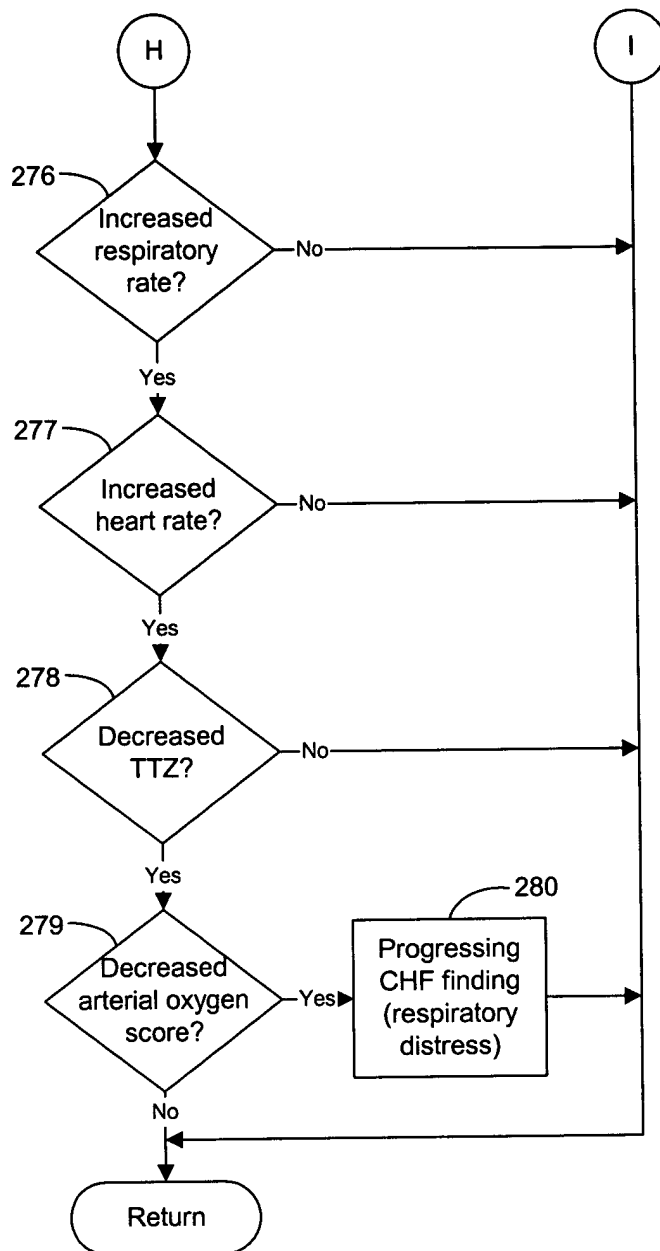 H
I
276
Increased
respiratory
rate?
No
Yes
277
Increased
heart rate?
No
Yes
278
Decreased
TTZ?
No
Yes
279
Decreased
arterial oxygen
score?
Yes
280
Progressing
CHF finding
(respiratory
distress)
No
Return